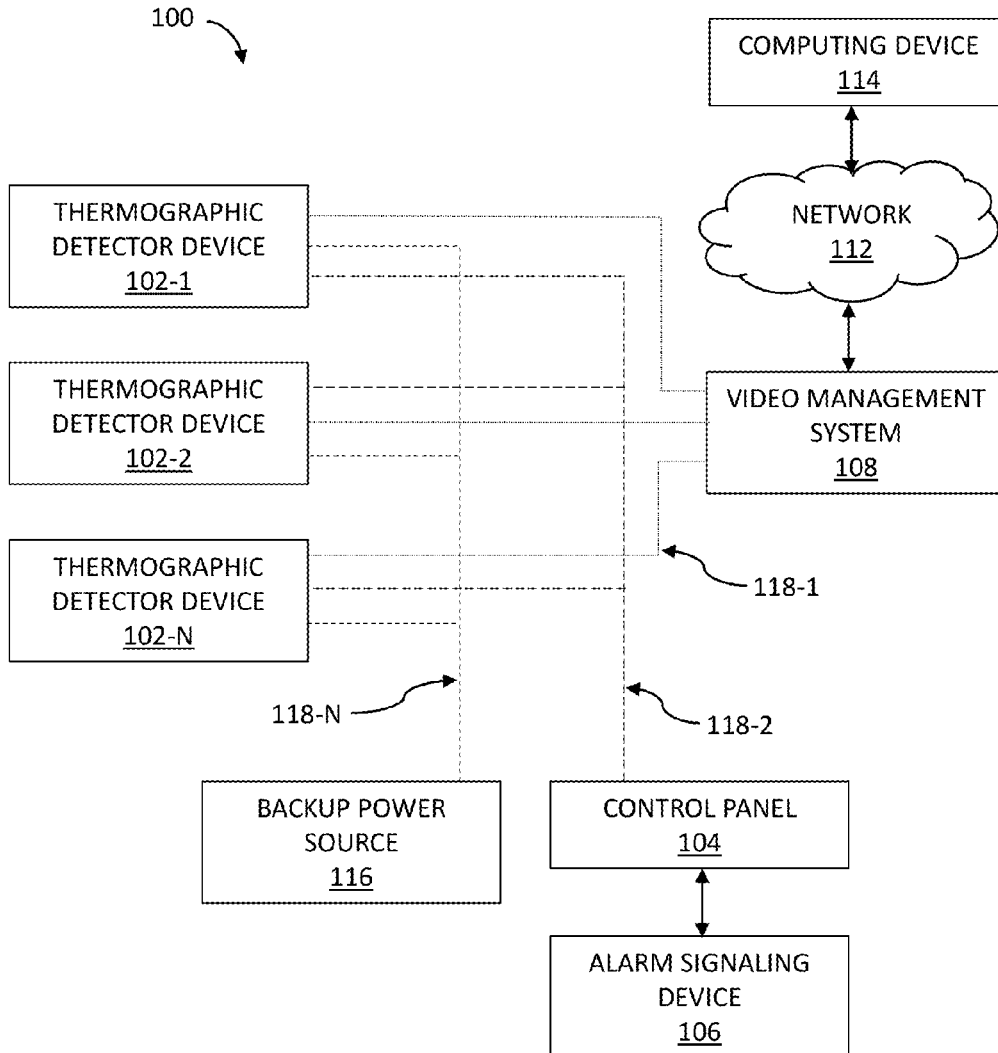 100
COMPUTING DEVICE
114
NETWORK
112
THERMOGRAPHIC
DETECTOR DEVICE
102-1
THERMOGRAPHIC
DETECTOR DEVICE
102-2
VIDEO MANAGEMENT
SYSTEM
108
THERMOGRAPHIC
DETECTOR DEVICE
102-N
118-1
118-N
118-2
BACKUP POWER
SOURCE
116
CONTROL PANEL
104
ALARM SIGNALING
DEVICE
106